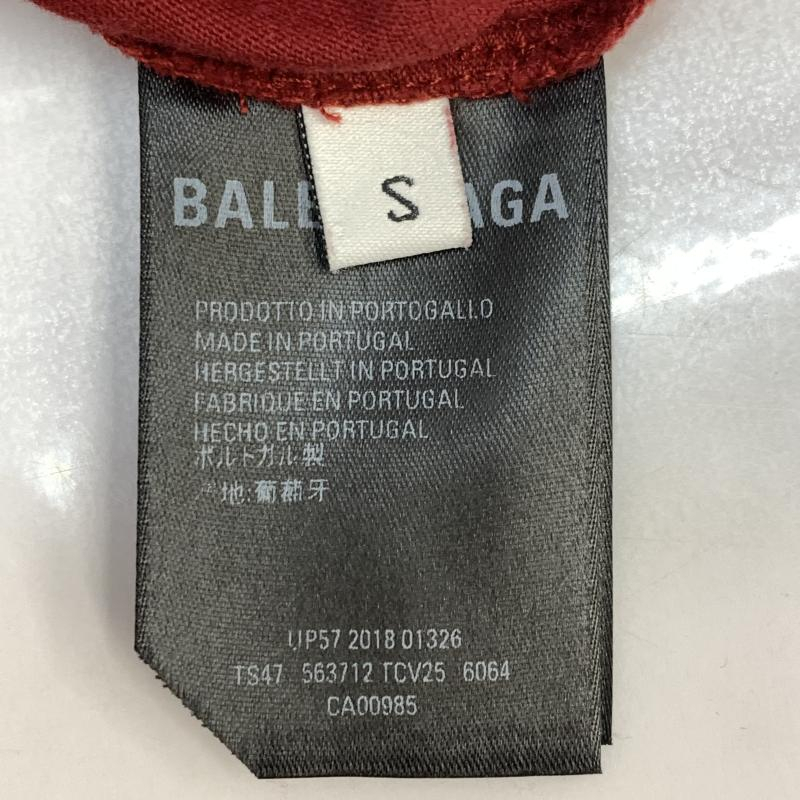 S
BALE AGA
PRODOTTO IN PORTOGALLO
MADE IN PORTUGAL
HERGESTELLT IN PORTUGAL
FABRIQUE EN PORTUGAL
HECHO EN PORTUGAL
ポルトガル製
地:葡萄牙
UP57 2018 01326
TS47 563712 TCV25 6064
CA00985